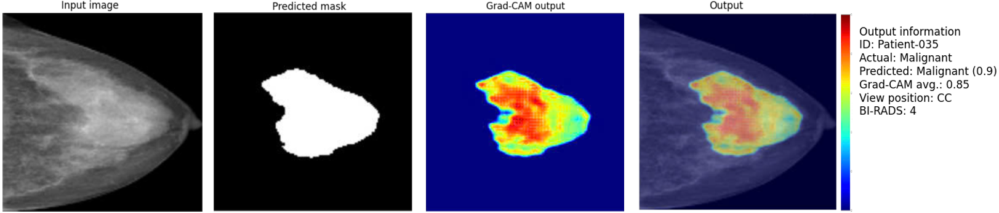 Input image
Predicted mask
Grad-CAM output
Output
Output information
ID: Patient-035
Actual: Malignant
Predicted: Malignant (0.9)
Grad-CAM avg.: 0.85
View position: CC
BI-RADS: 4